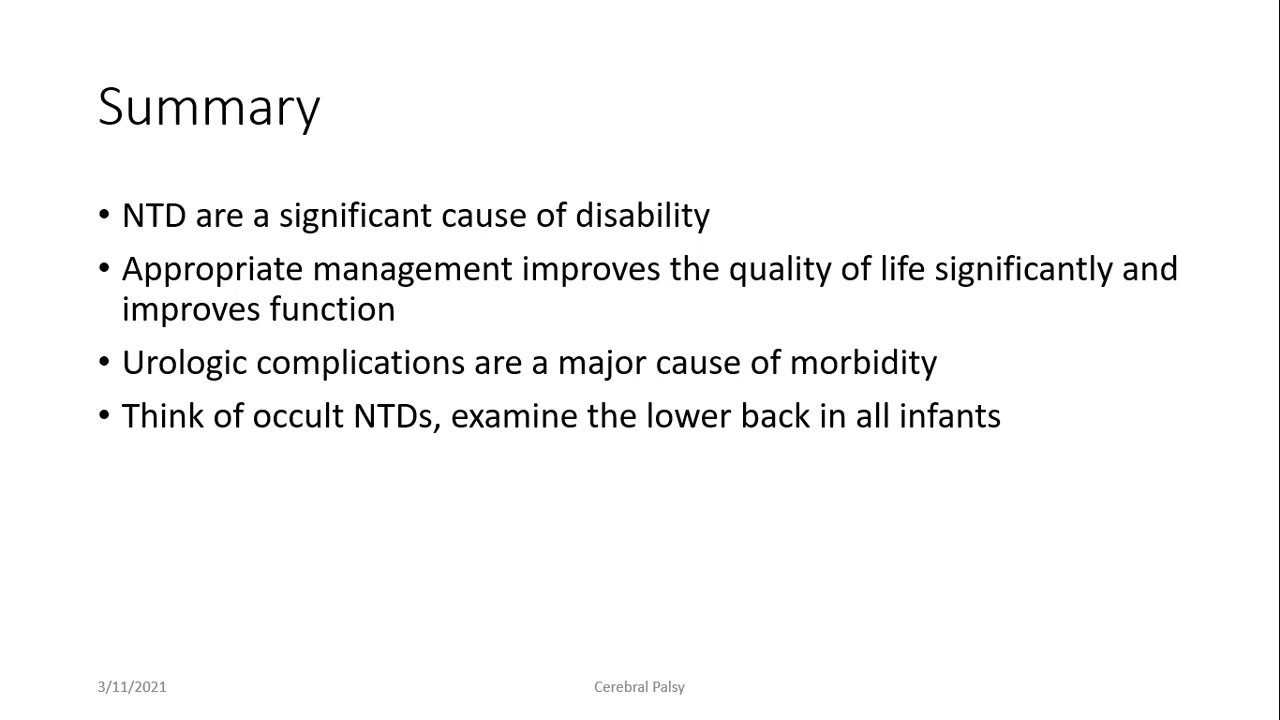 Summary
• NTD are a significant cause of disability
• Appropriate management improves the quality of life significantly and
improves function
• Urologic complications are a major cause of morbidity
• Think of occult NTDs, examine the lower back in all infants
3/11/2021
Cerebral Palsy